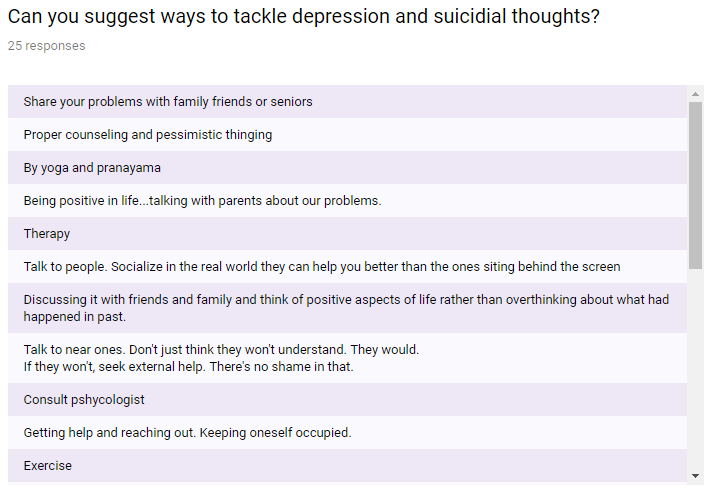 Can you suggest ways to tackle depression and suicidial thoughts?
25 responses
Share your problems with family friends or seniors
Proper counseling and pessimistic thinging
By yoga and pranayama
Being positive in life...talking with parents about our problems.
Therapy
Talk to people. Socialize in the real world they can help you better than the ones siting behind the screen
Discussing it with friends and family and think of positive aspects of life rather than overthinking about what had
happened in past.
Talk to near ones. Don't just think they won't understand. They would.
If they won't, seek external help. There's no shame in that.
Consult pshycologist
Getting help and reaching out. Keeping oneself occupied.
Exercise